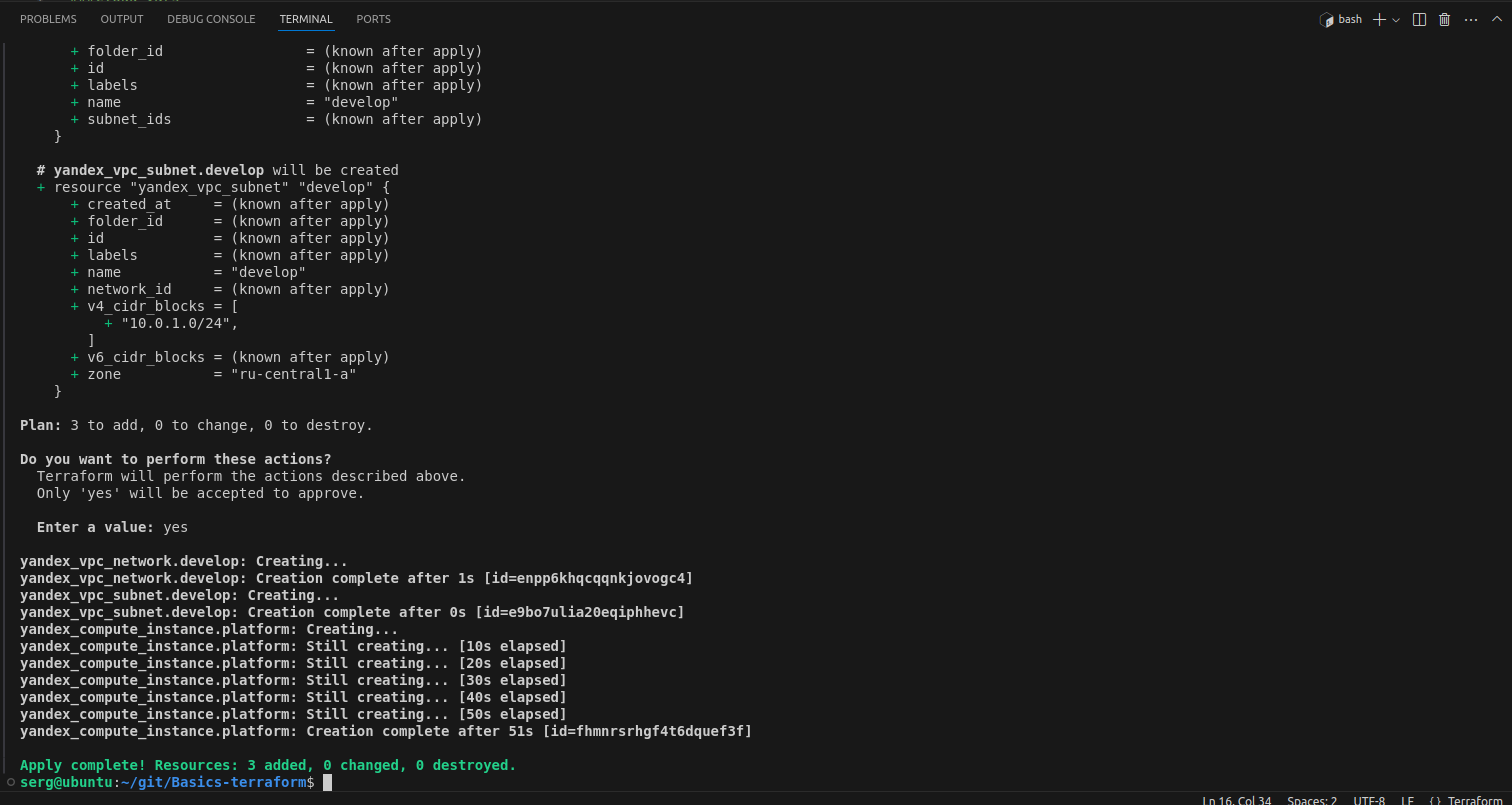 PROBLEMS OUTPUT DEBUG CONSOLE TERMINAL PORTS bash
+ folder_id = (known after apply)
+ id = (known after apply)
+ labels = (known after apply)
+ name = "develop"
+ subnet_ids = (known after apply)
}
# yandex_vpc_subnet.develop will be created
+ resource "yandex_vpc_subnet" "develop" {
+ created_at = (known after apply)
+ folder_id = (known after apply)
+ id = (known after apply)
+ labels = (known after apply)
+ name = "develop"
+ network_id = (known after apply)
+ v4_cidr_blocks = [
+ "10.0.1.0/24",
]
+ v6_cidr_blocks = (known after apply)
+ zone = "ru-central1-a"
}
Plan: 3 to add, 0 to change, 0 to destroy.
Do you want to perform these actions?
Terraform will perform the actions described above.
Only 'yes' will be accepted to approve.
Enter a value: yes
yandex_vpc_network.develop: Creating...
yandex_vpc_network.develop: Creation complete after 1s [id=enpp6khqcqqnkjovogc4]
yandex_vpc_subnet.develop: Creating...
yandex_vpc_subnet.develop: Creation complete after 0s [id=e9bo7ulia20eqiphhevc]
yandex_compute_instance.platform: Creating...
yandex_compute_instance.platform: Still creating... [10s elapsed]
yandex_compute_instance.platform: Still creating... [20s elapsed]
yandex_compute_instance.platform: Still creating... [30s elapsed]
yandex_compute_instance.platform: Still creating... [40s elapsed]
yandex_compute_instance.platform: Still creating... [50s elapsed]
yandex_compute_instance.platform: Creation complete after 51s [id=fhmnrsrhgf4t6dquef3f]
Apply complete! Resources: 3 added, 0 changed, 0 destroyed.
serg@ubuntu:~/git/Basics-terraform$
Ln 16, Col 34 Spaces: 2 UTF-8 LF {} Terraform